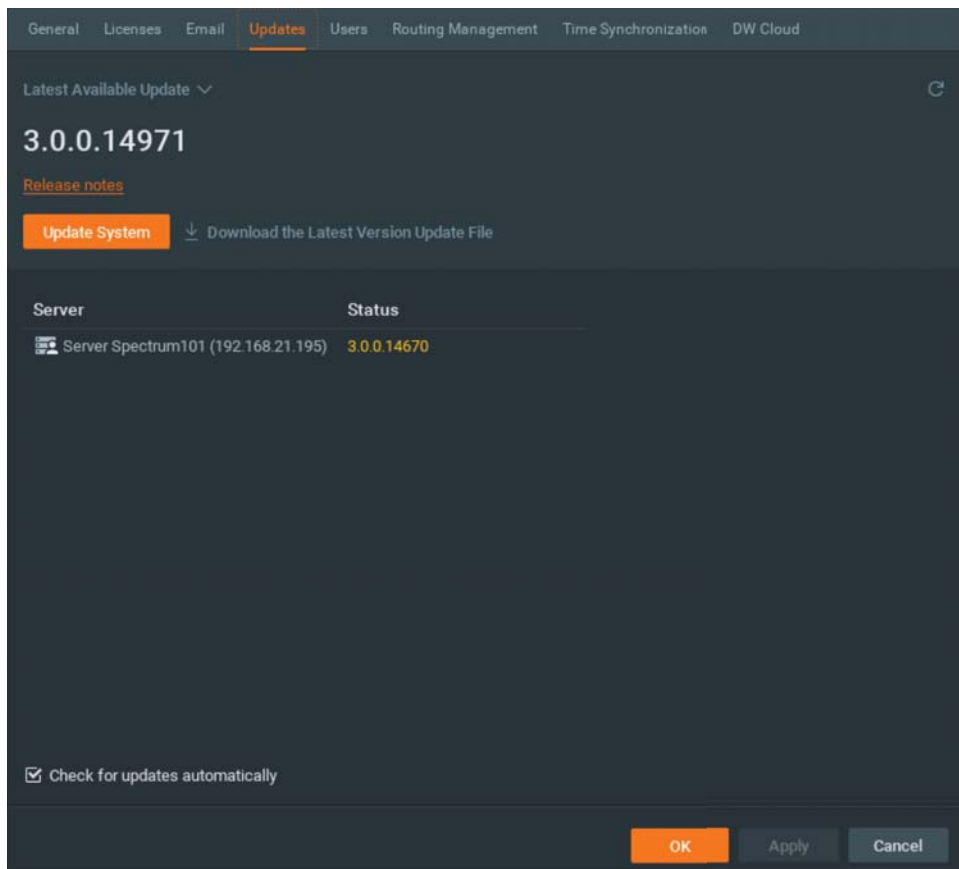 General Licenses Email Updates Users Routing Management Time Synchronization DW Cloud
Latest Available Update
3.0.0.14971
Release notes
Update System Download the Latest Version Update File
Server Status
Server Spectrum101 (192.168.21.195) 3.0.0.14670
Check for updates automatically
OK Apply Cancel